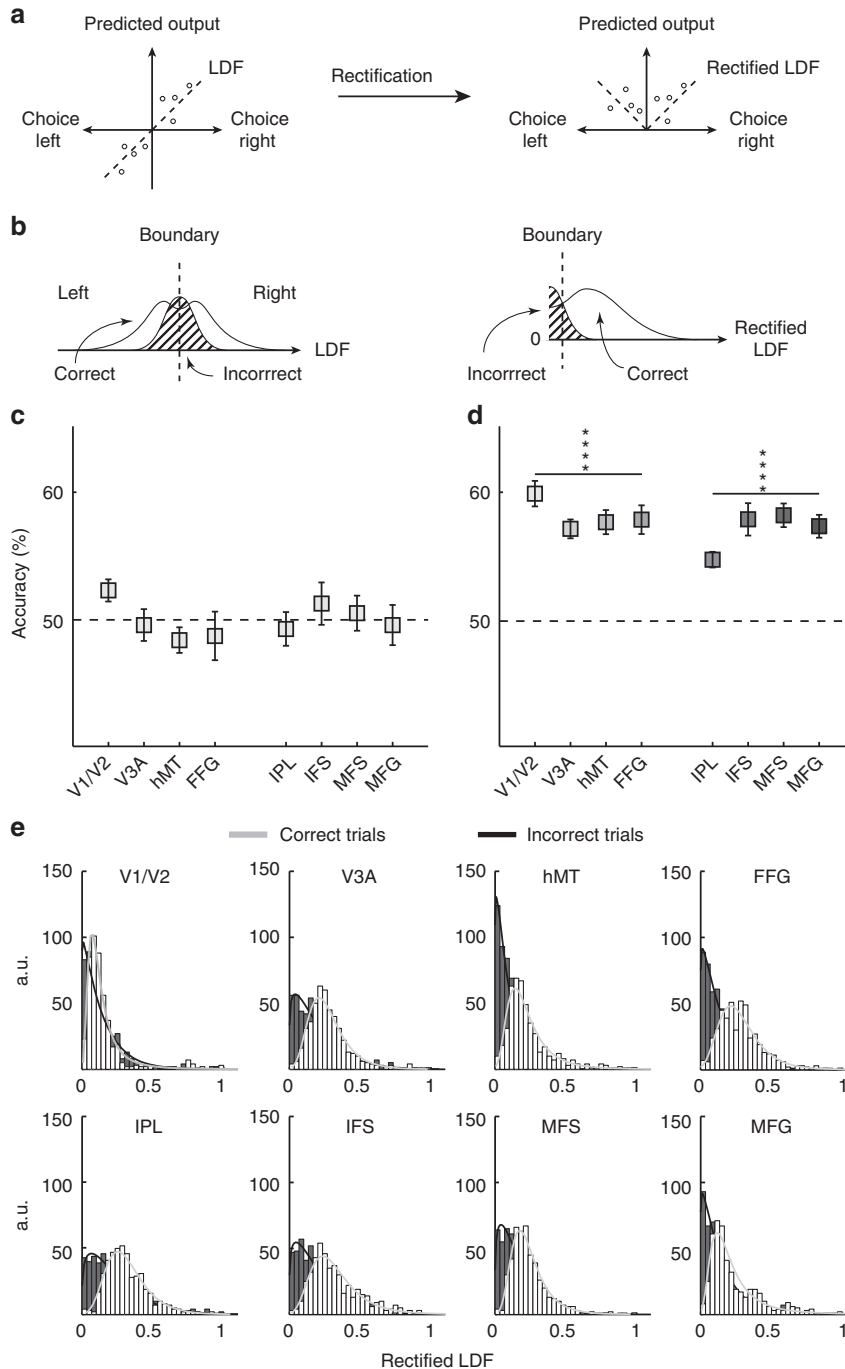 a
Predicted output
LDF
Choice left
Choice right
Rectification
Predicted output
Rectified LDF
Choice left
Choice right
b
Boundary
Left
Right
LDF
Correct
Incorrrect
Boundary
0
Rectified LDF
Incorrrect
Correct
c
Accuracy (%)
60
50
V1/V2 V3A hMT FFG IPL IFS MFS MFG
d
****
****
60
50
V1/V2 V3A hMT FFG IPL IFS MFS MFG
e
Correct trials
Incorrect trials
a.u.
V1/V2
150
100
50
0 0.5 1
V3A
150
100
50
0 0.5 1
hMT
150
100
50
0 0.5 1
FFG
150
100
50
0 0.5 1
a.u.
IPL
150
100
50
0 0.5 1
IFS
150
100
50
0 0.5 1
MFS
150
100
50
0 0.5 1
MFG
150
100
50
0 0.5 1
Rectified LDF